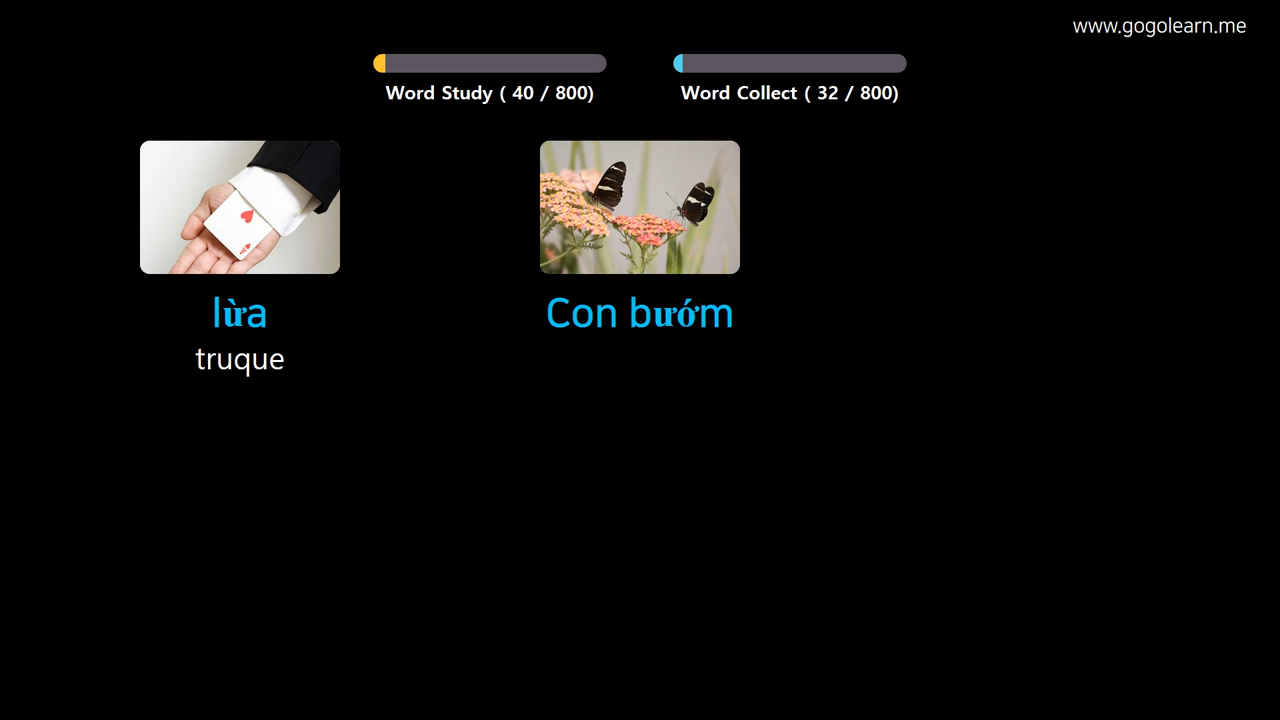 www.gogolearn.me
Word Study ( 40 / 800)
Word Collect ( 32 / 800)
lừa
truque
Con bướm